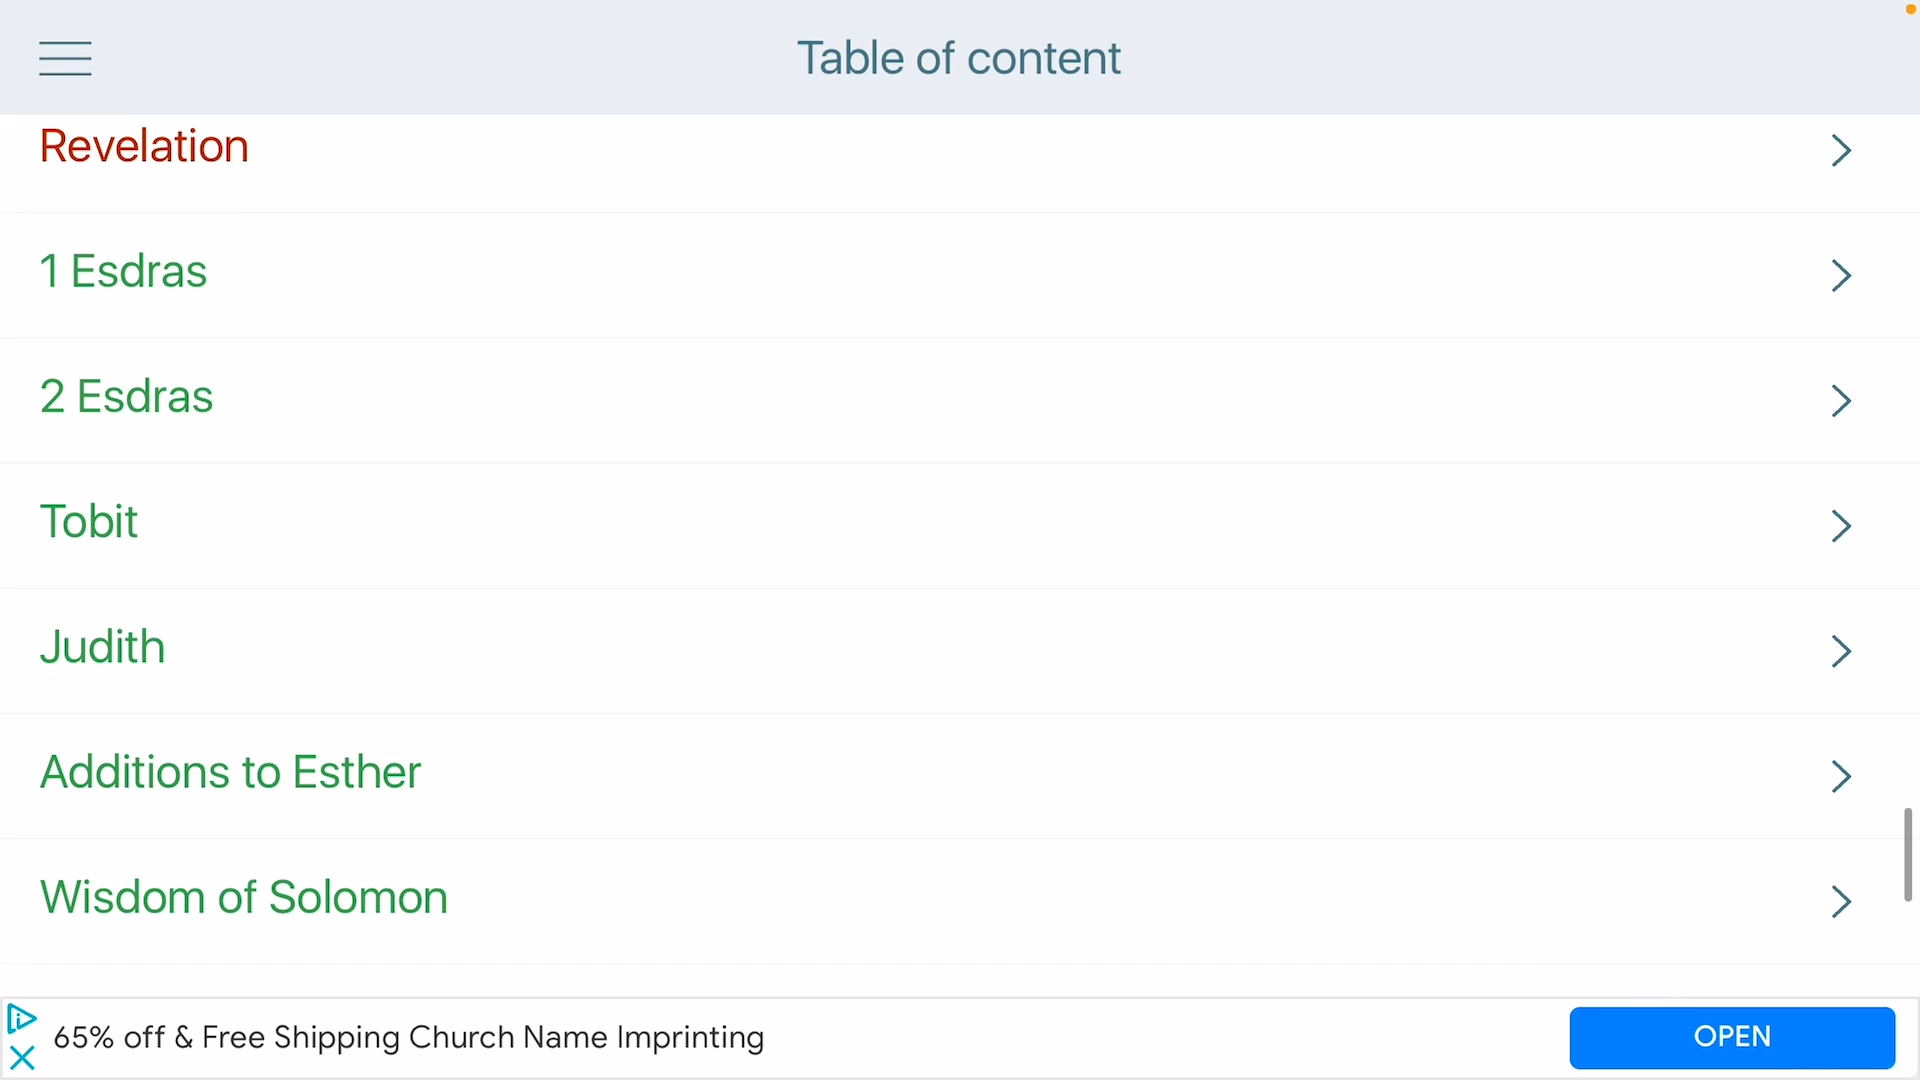 Table of content
Revelation
1 Esdras
2 Esdras
Tobit
Judith
Additions to Esther
Wisdom of Solomon
65% off & Free Shipping Church Name Imprinting
OPEN